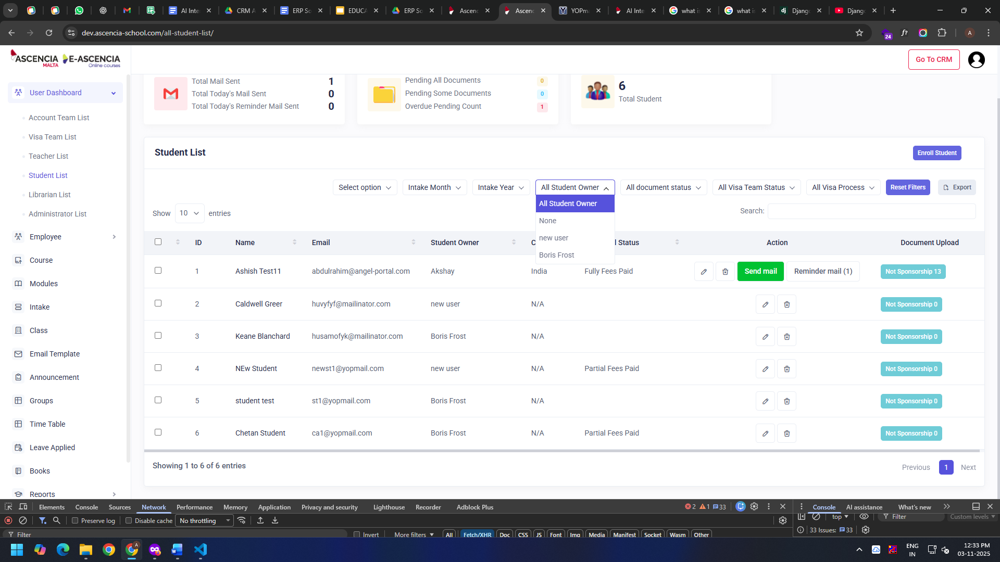 AI Inte
CRM A
ERP So
EDUCA
ERP So
Ascenc
Ascenc
YOPm
AI Inte
what is
what is
Django
Django
dev.ascencia-school.com/all-student-list/
24
f?
A
ASCENCIA MALTA
E-ASCENCIA Online courses
Go To CRM
User Dashboard
Account Team List
Visa Team List
Teacher List
Student List
Librarian List
Administrator List
Employee
Course
Modules
Intake
Class
Email Template
Announcement
Groups
Time Table
Leave Applied
Books
Reports
Total Mail Sent 1
Total Today's Mail Sent 0
Total Today's Reminder Mail Sent 0
Pending All Documents 0
Pending Some Documents 0
Overdue Pending Count 1
6
Total Student
Student List
Enroll Student
Select option
Intake Month
Intake Year
All Student Owner
All document status
All Visa Team Status
All Visa Process
Reset Filters
Export
All Student Owner
None
new user
Boris Frost
Show 10 entries
Search:
ID Name Email Student Owner C l Status Action Document Upload
1 Ashish Test11 abdulrahim@angel-portal.com Akshay India Fully Fees Paid Send mail Reminder mail (1) Not Sponsorship 13
2 Caldwell Greer huvyfyf@mailinator.com new user N/A Not Sponsorship 0
3 Keane Blanchard husamofyk@mailinator.com Boris Frost N/A Not Sponsorship 0
4 NEw Student newst1@yopmail.com new user N/A Partial Fees Paid Not Sponsorship 0
5 student test st1@yopmail.com Boris Frost N/A Not Sponsorship 0
6 Chetan Student ca1@yopmail.com Boris Frost N/A Partial Fees Paid Not Sponsorship 0
Showing 1 to 6 of 6 entries
Previous 1 Next
Elements Console Sources Network Performance Memory Application Privacy and security Lighthouse Recorder Adblock Plus
2 1 33
Console AI assistance What's new
Preserve log Disable cache No throttling
top Filter Custom levels
Filter Invert More filters All Fetch/XHR Doc CSS JS Font Img Media Manifest Socket Wasm Other
33 Issues: 33
ENG
IN
12:33 PM
03-11-2025